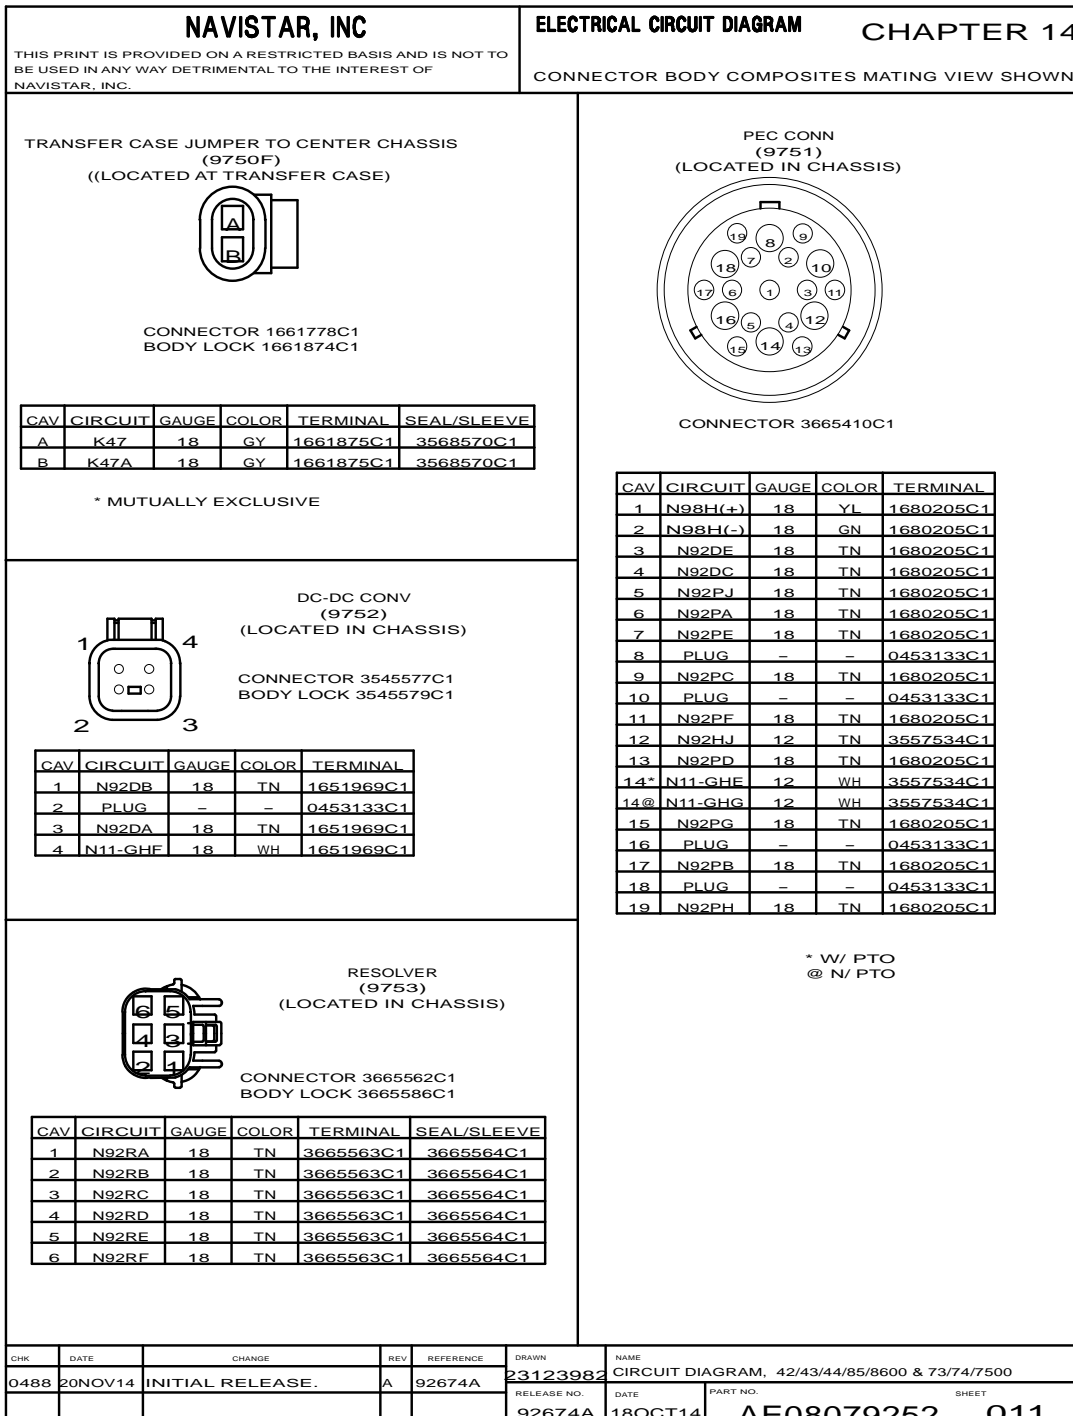 NAVISTAR, INC
THIS PRINT IS PROVIDED ON A RESTRICTED BASIS AND IS NOT TO
BE USED IN ANY WAY DETRIMENTAL TO THE INTEREST OF
NAVISTAR, INC.
ELECTRICAL CIRCUIT DIAGRAM
CHAPTER 14
CONNECTOR BODY COMPOSITES MATING VIEW SHOWN
TRANSFER CASE JUMPER TO CENTER CHASSIS
(9750F)
((LOCATED AT TRANSFER CASE)
A
B
CONNECTOR 1661778C1
BODY LOCK 1661874C1
CAV CIRCUIT GAUGE COLOR TERMINAL SEAL/SLEEVE
A K47 18 GY 1661875C1 3568570C1
B K47A 18 GY 1661875C1 3568570C1
* MUTUALLY EXCLUSIVE
DC-DC CONV
(9752)
(LOCATED IN CHASSIS)
1 4
2 3
CONNECTOR 3545577C1
BODY LOCK 3545579C1
CAV CIRCUIT GAUGE COLOR TERMINAL
1 N92DB 18 TN 1651969C1
2 PLUG – – 0453133C1
3 N92DA 18 TN 1651969C1
4 N11-GHF 18 WH 1651969C1
RESOLVER
(9753)
(LOCATED IN CHASSIS)
6 5
4 3
2 1
CONNECTOR 3665562C1
BODY LOCK 3665586C1
CAV CIRCUIT GAUGE COLOR TERMINAL SEAL/SLEEVE
1 N92RA 18 TN 3665563C1 3665564C1
2 N92RB 18 TN 3665563C1 3665564C1
3 N92RC 18 TN 3665563C1 3665564C1
4 N92RD 18 TN 3665563C1 3665564C1
5 N92RE 18 TN 3665563C1 3665564C1
6 N92RF 18 TN 3665563C1 3665564C1
PEC CONN
(9751)
(LOCATED IN CHASSIS)
19 8 9
18 7 2 10
17 6 1 3 11
16 5 4 12
15 14 13
CONNECTOR 3665410C1
CAV CIRCUIT GAUGE COLOR TERMINAL
1 N98H(+) 18 YL 1680205C1
2 N98H(-) 18 GN 1680205C1
3 N92DE 18 TN 1680205C1
4 N92DC 18 TN 1680205C1
5 N92PJ 18 TN 1680205C1
6 N92PA 18 TN 1680205C1
7 N92PE 18 TN 1680205C1
8 PLUG – – 0453133C1
9 N92PC 18 TN 1680205C1
10 PLUG – – 0453133C1
11 N92PF 18 TN 1680205C1
12 N92HJ 12 TN 3557534C1
13 N92PD 18 TN 1680205C1
14* N11-GHE 12 WH 3557534C1
14@ N11-GHG 12 WH 3557534C1
15 N92PG 18 TN 1680205C1
16 PLUG – – 0453133C1
17 N92PB 18 TN 1680205C1
18 PLUG – – 0453133C1
19 N92PH 18 TN 1680205C1
* W/ PTO
@ N/ PTO
CHK DATE CHANGE REV REFERENCE
0488 20NOV14 INITIAL RELEASE. A 92674A
DRAWN
23123982
NAME
CIRCUIT DIAGRAM, 42/43/44/85/8600 & 73/74/7500
RELEASE NO. DATE PART NO. SHEET
92674A 18OCT14 AE08079252 011